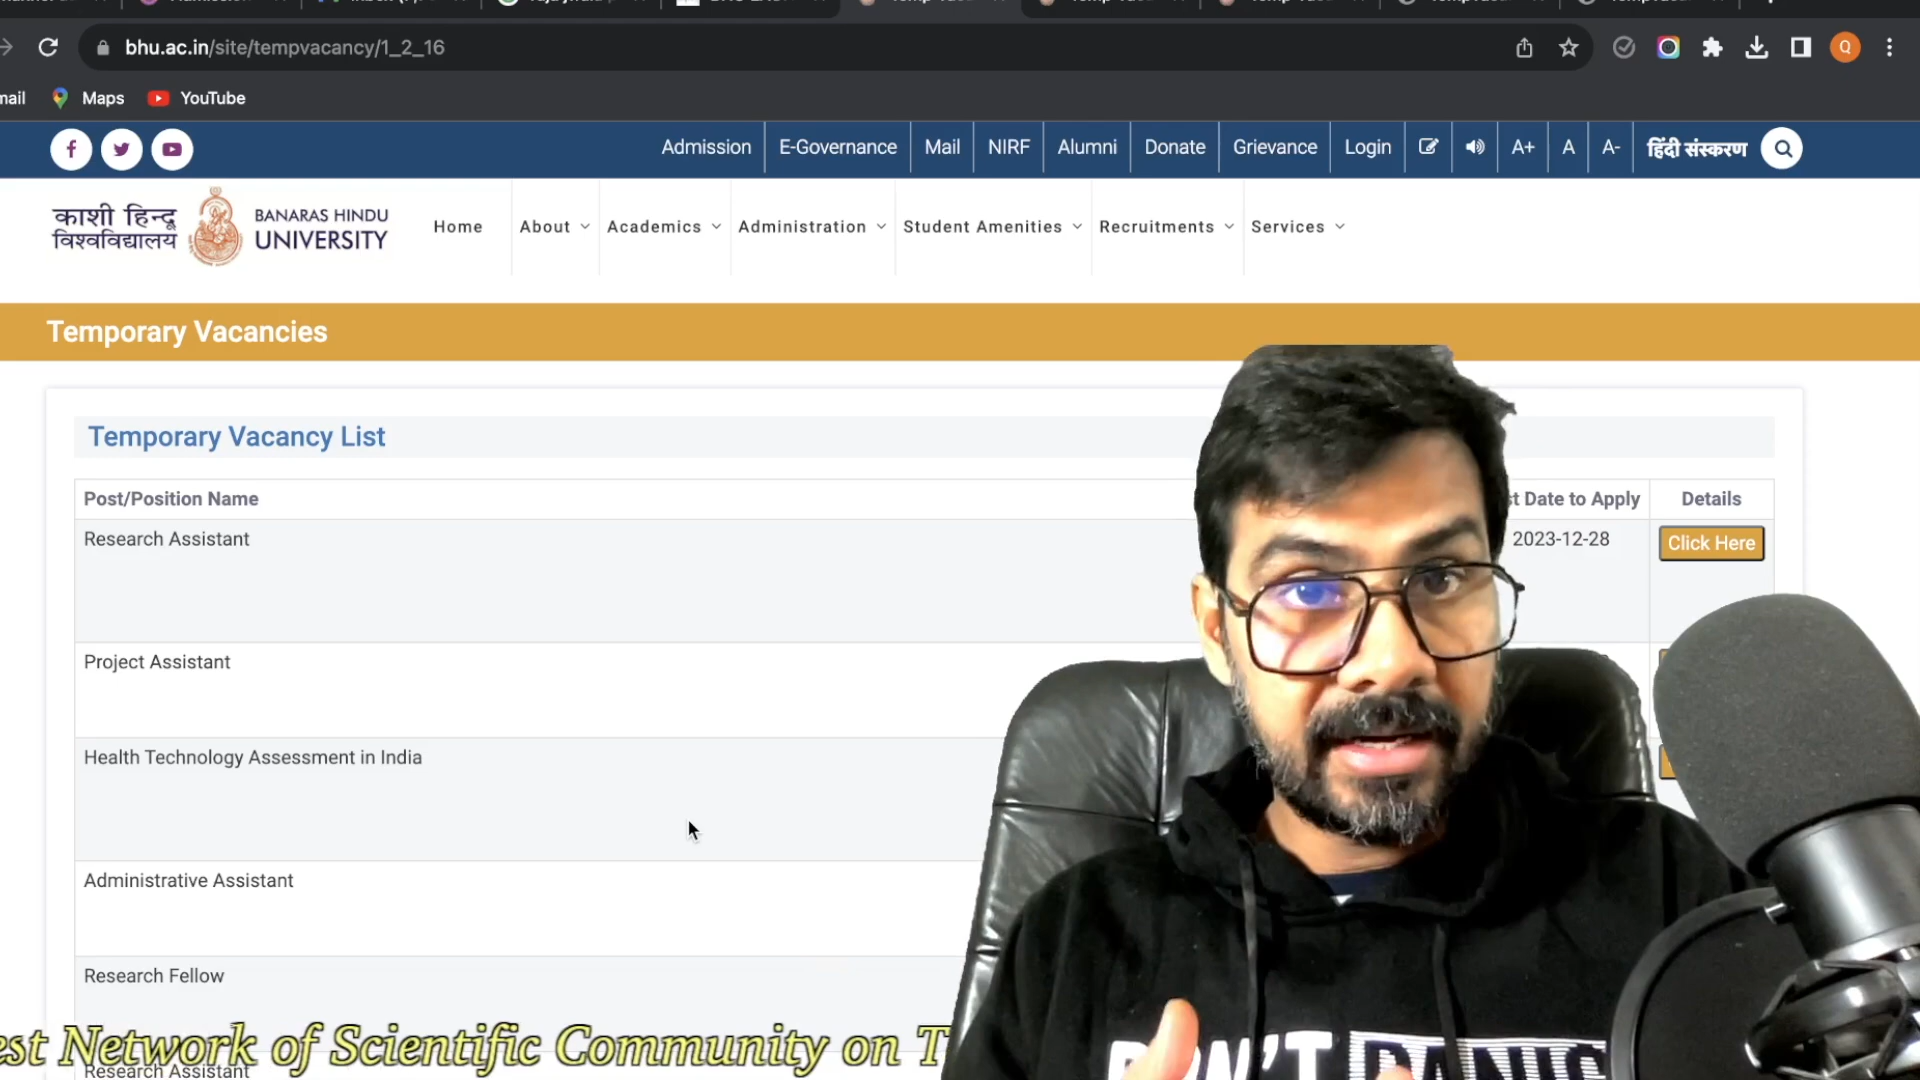 bhu.ac.in/site/tempvacancy/1_2_16
Q
Maps
YouTube
Admission
E-Governance
Mail
NIRF
Alumni
Donate
Grievance
Login
A+
A
A-
हिंदी संस्करण
काशी हिन्दू
विश्वविद्यालय
BANARAS HINDU
UNIVERSITY
Home
About
Academics
Administration
Student Amenities
Recruitments
Services
Temporary Vacancies
Temporary Vacancy List
Post/Position Name
Date to Apply
Details
Research Assistant
2023-12-28
Click Here
Project Assistant
Health Technology Assessment in India
Administrative Assistant
Research Fellow
Network of Scientific Community on
Research Assistant
DON'T PANIC